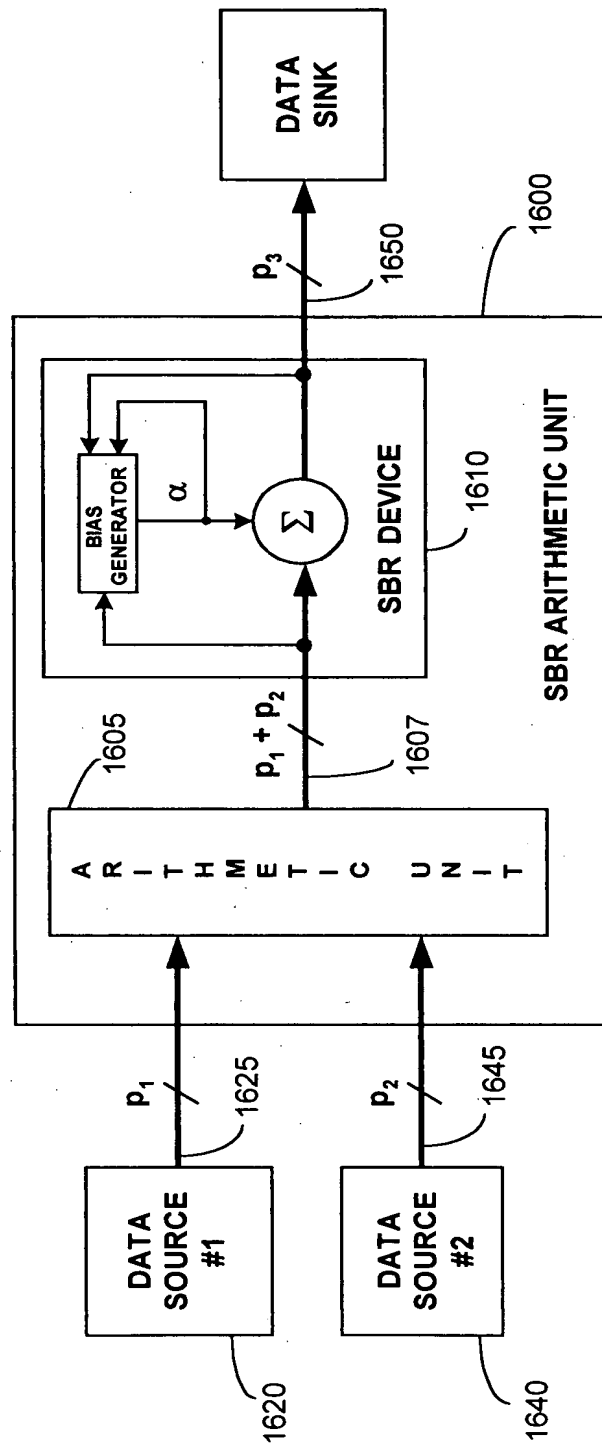 DATA
SOURCE
#1
1620
p1
1625
DATA
SOURCE
#2
1640
p2
1645
ARITHMETIC UNIT
1605
p1 + p2
1607
BIAS
GENERATOR
α
Σ
SBR DEVICE
1610
SBR ARITHMETIC UNIT
1600
p3
1650
DATA
SINK